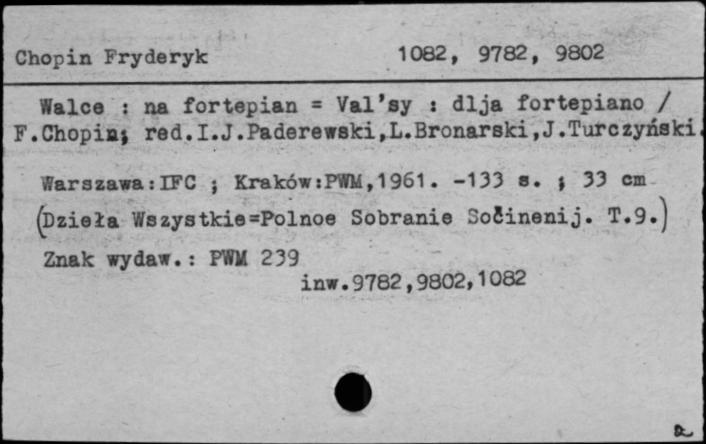 Chopin Fryderyk 1082, 9782, 9802
Walce : na fortepian = Val'sy : dlja fortepiano /
F.Chopin; red.I.J.Paderewski,L.Bronarski,J.Turczyński.
Warszawa:IFC ; Kraków:PWM,1961. -133 s. ; 33 cm
(Dzieła Wszystkie=Polnoe Sobranie Sočinenij. T.9.)
Znak wydaw.: PWM 239
inw.9782,9802,1082